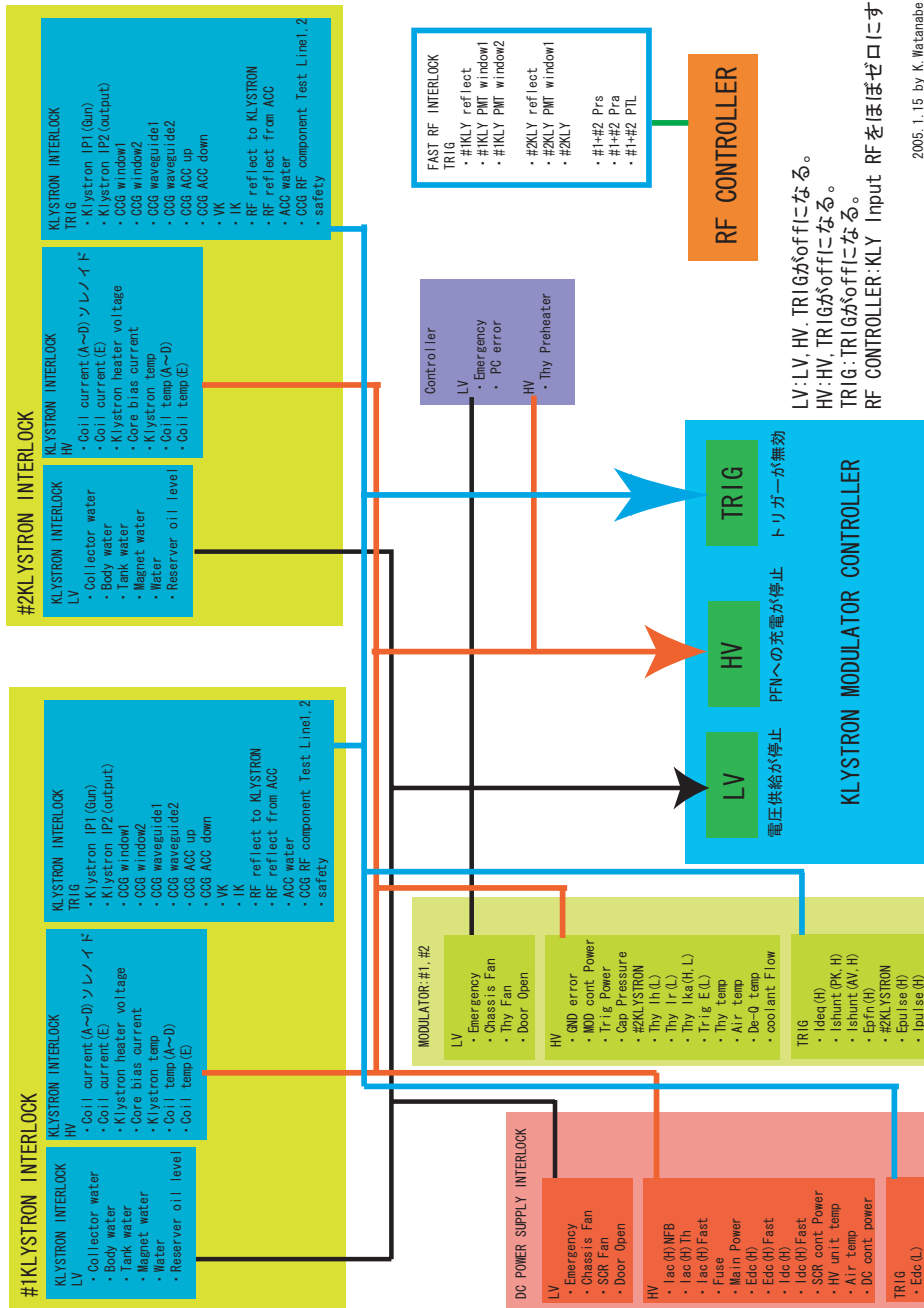 #1KLYSTRON INTERLOCK
KLYSTRON INTERLOCK
LV
・Collector water
・Body water
・Tank water
・Magnet water
・Water
・Reserver oil level
KLYSTRON INTERLOCK
HV
・Coil current(A~D)ソレノイド
・Coil current(E)
・Klystron heater voltage
・Core bias current
・Klystron temp
・Coil temp(A~D)
・Coil temp(E)
KLYSTRON INTERLOCK
TRIG
・Klystron IP1(Gun)
・Klystron IP2(output)
・CCG window1
・CCG window2
・CCG waveguide1
・CCG waveguide2
・CCG ACC up
・CCG ACC down
・VK
・IK
・RF reflect to KLYSTRON
・RF reflect from ACC
・ACC water
・CCG RF component Test Line1,2
・safety
#2KLYSTRON INTERLOCK
KLYSTRON INTERLOCK
LV
・Collector water
・Body water
・Tank water
・Magnet water
・Water
・Reserver oil level
KLYSTRON INTERLOCK
HV
・Coil current(A~D)ソレノイド
・Coil current(E)
・Klystron heater voltage
・Core bias current
・Klystron temp
・Coil temp(A~D)
・Coil temp(E)
KLYSTRON INTERLOCK
TRIG
・Klystron IP1(Gun)
・Klystron IP2(output)
・CCG window1
・CCG window2
・CCG waveguide1
・CCG waveguide2
・CCG ACC up
・CCG ACC down
・VK
・IK
・RF reflect to KLYSTRON
・RF reflect from ACC
・ACC water
・CCG RF component Test Line1,2
・safety
DC POWER SUPPLY INTERLOCK
LV
・Emergency
・Chassis Fan
・SCR Fan
・Door Open
HV
・Iac(H)NFB
・Iac(H)Th
・Iac(H)Fast
・Fuse
・Main Power
・Edc(H)
・Edc(H)Fast
・Idc(H)
・Idc(H)Fast
・SCR cont Power
・HV unit temp
・Air temp
・DC cont power
TRIG
・Edc(L)
MODULATOR:#1,#2
LV
・Emergency
・Chassis Fan
・Thy Fan
・Door Open
HV
・GND error
・MOD cont Power
・Trig Power
・Cap Pressure
・#2KLYSTRON
・Thy Ih(L)
・Thy Ir(L)
・Thy Ika(H,L)
・Trig E(L)
・Thy temp
・Air temp
・De-Q temp
・coolant Flow
TRIG
・Ideq(H)
・Ishunt(PK,H)
・Ishunt(AV,H)
・Epfn(H)
・#2KLYSTRON
・Epulse(H)
・Ipulse(H)
Controller
LV
・Emergency
・PC error
HV
・Thy Preheater
FAST RF INTERLOCK
TRIG
・#1KLY reflect
・#1KLY PMT window1
・#1KLY PMT window2
・#2KLY reflect
・#2KLY PMT window1
・#2KLY
・#1+#2 Prs
・#1+#2 Pra
・#1+#2 PTL
RF CONTROLLER
LV
HV
TRIG
電圧供給が停止
PFNへの充電が停止
トリガーが無効
KLYSTRON MODULATOR CONTROLLER
LV:LV,HV.TRIGがoffになる。
HV:HV,TRIGがoffになる。
TRIG:TRIGがoffになる。
RF CONTROLLER:KLY Input RFをほぼゼロにす
2005.1.15 by K.Watanabe